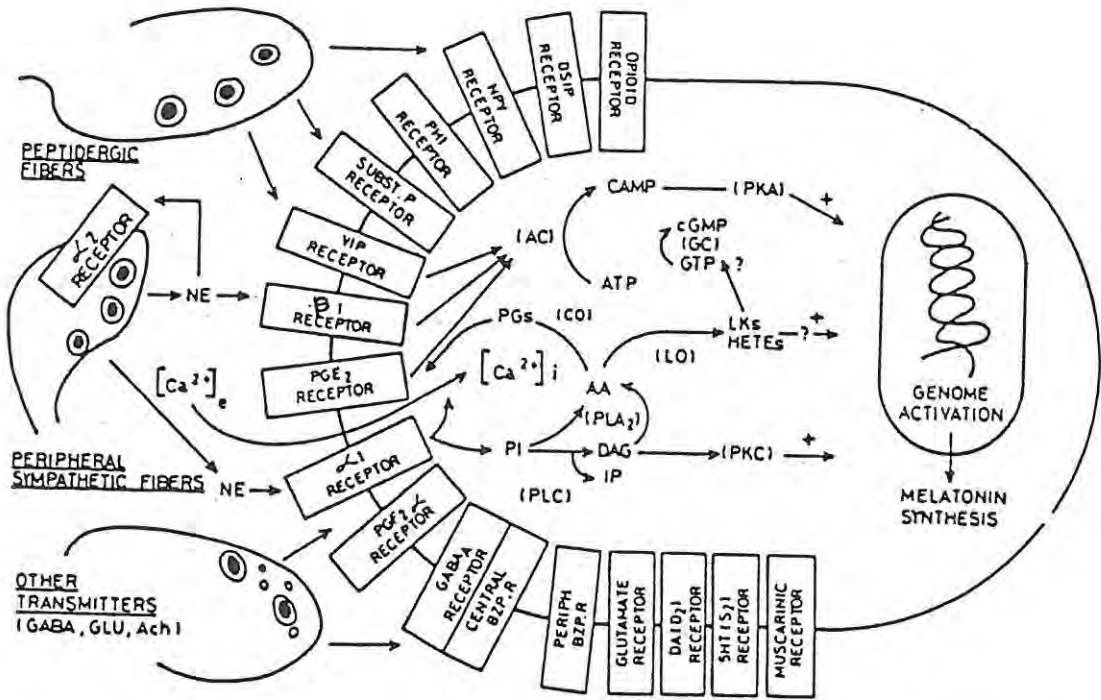 PEPTIDERGIC
FIBERS
OPIOID
RECEPTOR
DSIP
RECEPTOR
NPY
RECEPTOR
PHI
RECEPTOR
SUBST.P
RECEPTOR
VIP
RECEPTOR
β1
RECEPTOR
PGE2
RECEPTOR
α1
RECEPTOR
PGF2α
RECEPTOR
GABAA
RECEPTOR
CENTRAL
BZP.R
PERIPH
BZP.R
GLUTAMATE
RECEPTOR
DA(D2)
RECEPTOR
5HT(S2)
RECEPTOR
MUSCARINIC
RECEPTOR
α2
RECEPTOR
NE
[Ca2+]e
PERIPHERAL
SYMPATHETIC FIBERS
NE
OTHER
TRANSMITTERS
(GABA, GLU, Ach)
CAMP
(PKA)
+
(AC)
cGMP
(GC)
GTP
?
ATP
PGs
(CO)
LKs
HETEs
?
+
(LO)
[Ca2+]i
AA
(PLA2)
PI
DAG
(PKC)
+
IP
(PLC)
GENOME
ACTIVATION
MELATONIN
SYNTHESIS